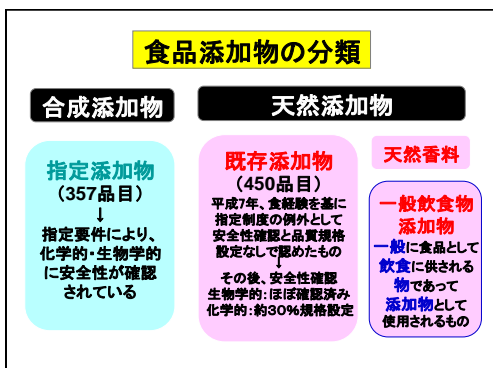 食品添加物の分類
合成添加物
天然添加物
指定添加物
(357品目)
↓
指定要件により、
化学的・生物学的
に安全性が確認
されている
既存添加物
(450品目)
平成7年、食経験を基に
指定制度の例外として
安全性確認と品質規格
設定なしで認めたもの
↓
その後、安全性確認
生物学的:ほぼ確認済み
化学的:約30%規格設定
天然香料
一般飲食物
添加物
一般に食品として
飲食に供される
物であって
添加物として
使用されるもの